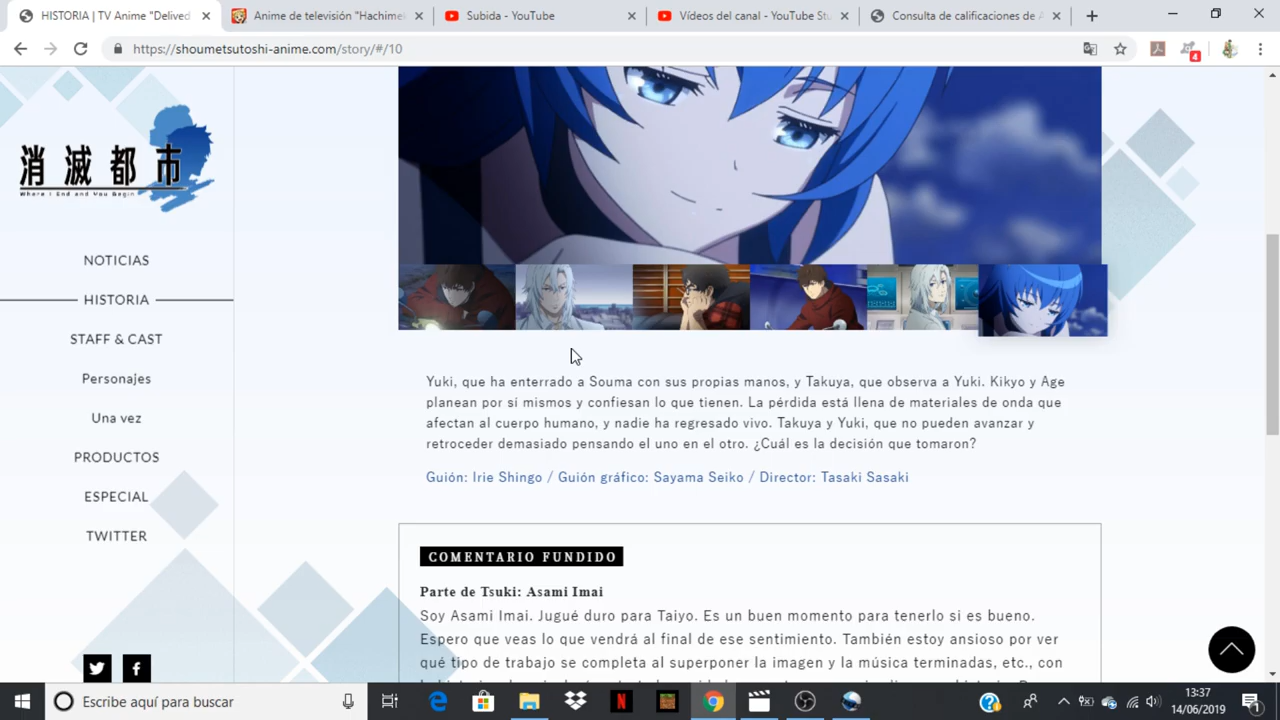 HISTORIA | TV Anime "Delived
Anime de televisión "Hachime
Subida - YouTube
Vídeos del canal - YouTube Stu
Consulta de calificaciones de A
https://shoumetsutoshi-anime.com/story/#/10
4
消滅都市
Where I End and You Begin
NOTICIAS
HISTORIA
STAFF & CAST
Personajes
Una vez
PRODUCTOS
ESPECIAL
TWITTER
Yuki, que ha enterrado a Souma con sus propias manos, y Takuya, que observa a Yuki. Kikyo y Age
planean por sí mismos y confiesan lo que tienen. La pérdida está llena de materiales de onda que
afectan al cuerpo humano, y nadie ha regresado vivo. Takuya y Yuki, que no pueden avanzar y
retroceder demasiado pensando el uno en el otro. ¿Cuál es la decisión que tomaron?
Guión: Irie Shingo / Guión gráfico: Sayama Seiko / Director: Tasaki Sasaki
COMENTARIO FUNDIDO
Parte de Tsuki: Asami Imai
Soy Asami Imai. Jugué duro para Taiyo. Es un buen momento para tenerlo si es bueno.
Espero que veas lo que vendrá al final de ese sentimiento. También estoy ansioso por ver
qué tipo de trabajo se completa al superponer la imagen y la música terminadas, etc., con
Escribe aquí para buscar
13:37
14/06/2019
1